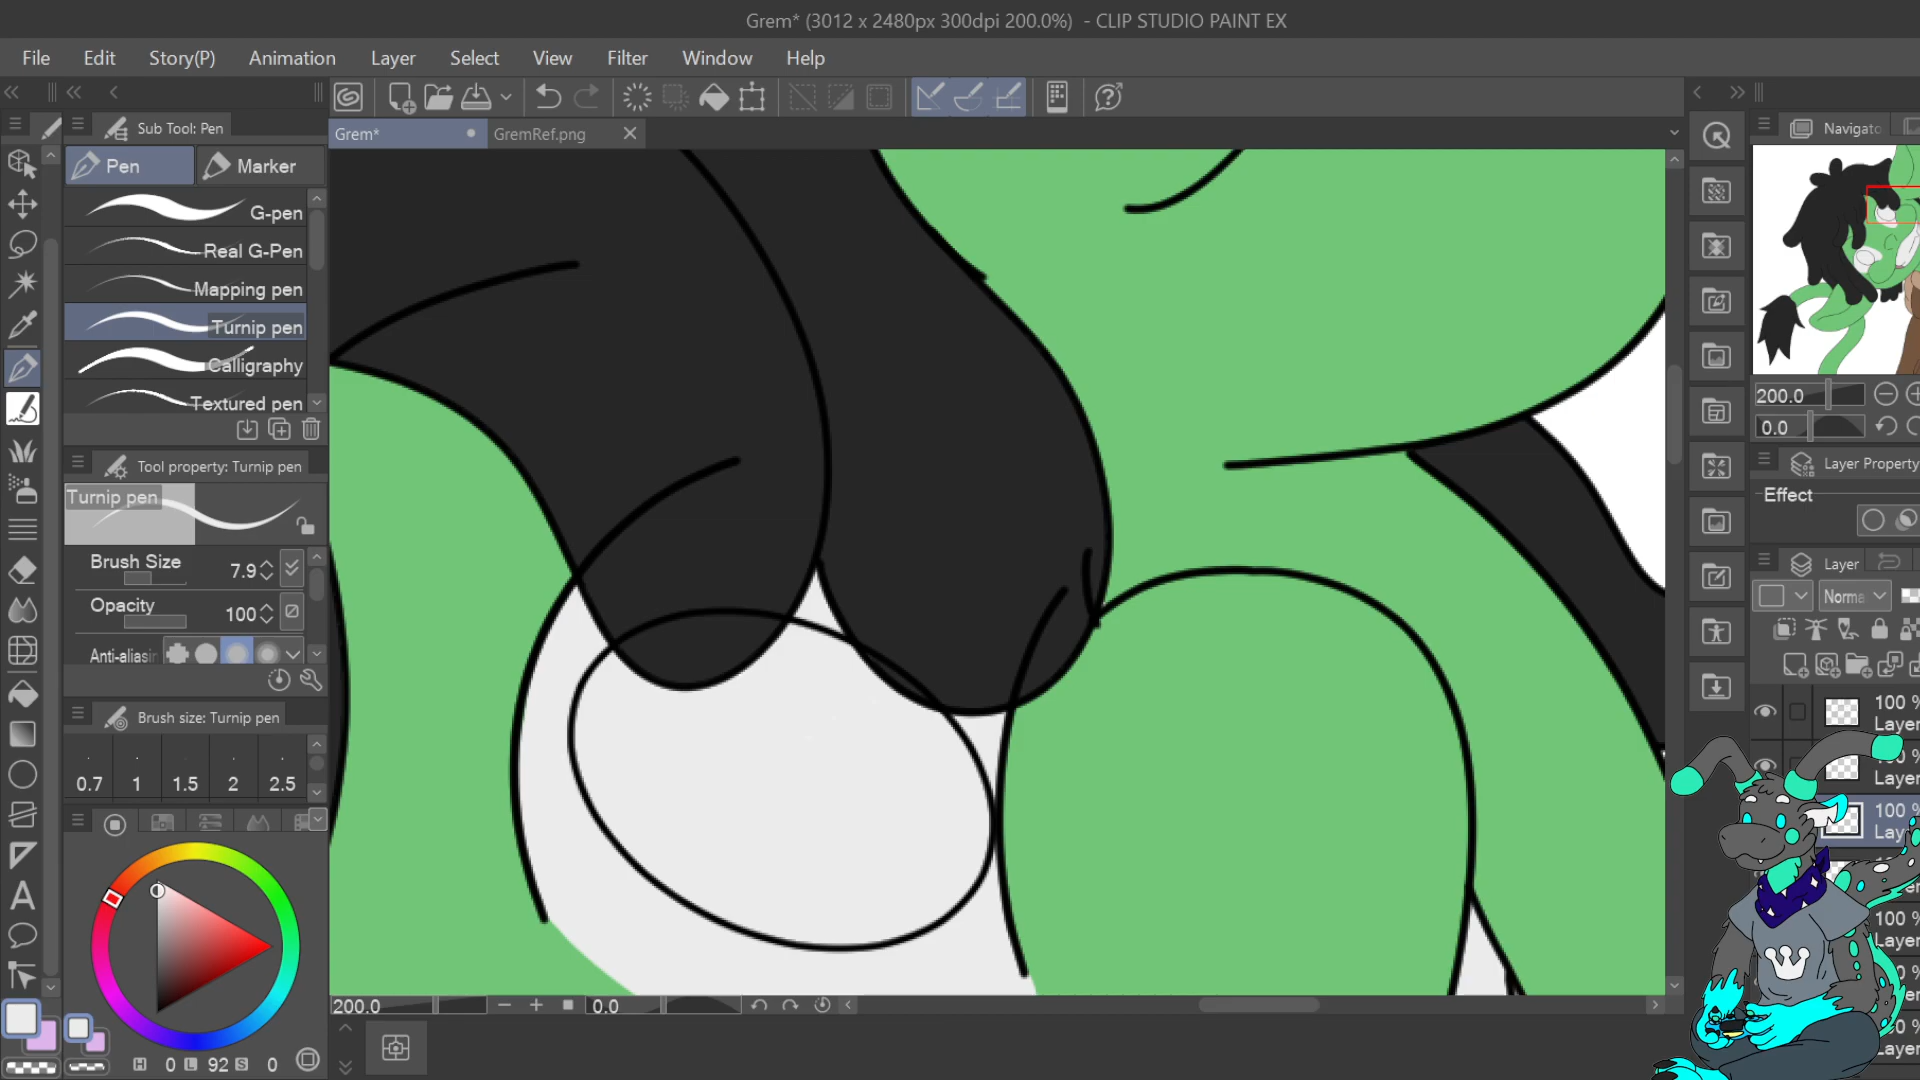 Grem* (3012 x 2480px 300dpi 200.0%)  - CLIP STUDIO PAINT EX
File Edit Story(P) Animation Layer Select View Filter Window Help
Grem* GremRef.png
Sub Tool: Pen
Pen Marker
G-pen
Real G-Pen
Mapping pen
Turnip pen
Calligraphy
Textured pen
Tool property: Turnip pen
Turnip pen
Brush Size 7.9
Opacity 100
Anti-aliasin
Brush size: Turnip pen
0.7 1 1.5 2 2.5
H 0 L 92 S 0
200.0 0.0
Navigato
200.0
0.0
Layer Property
Effect
Layer
Norma
100 %
Layer
Layer
100
100 %
Layer
Layer